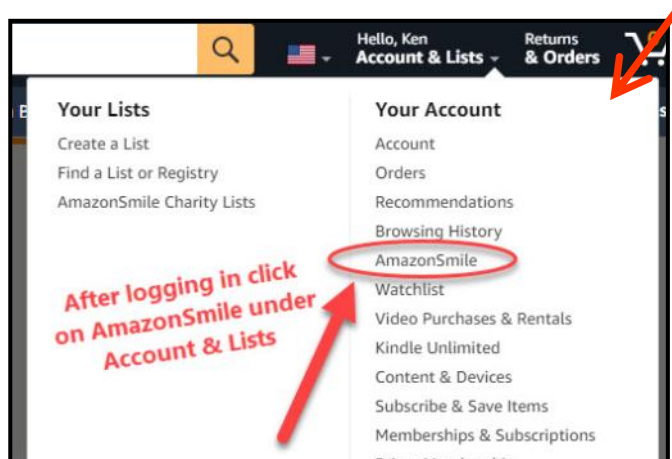 Hello, Ken
Account & Lists
Returns
& Orders
Your Lists
Create a List
Find a List or Registry
AmazonSmile Charity Lists
After logging in click
on AmazonSmile under
Account & Lists
Your Account
Account
Orders
Recommendations
Browsing History
AmazonSmile
Watchlist
Video Purchases & Rentals
Kindle Unlimited
Content & Devices
Subscribe & Save Items
Memberships & Subscriptions